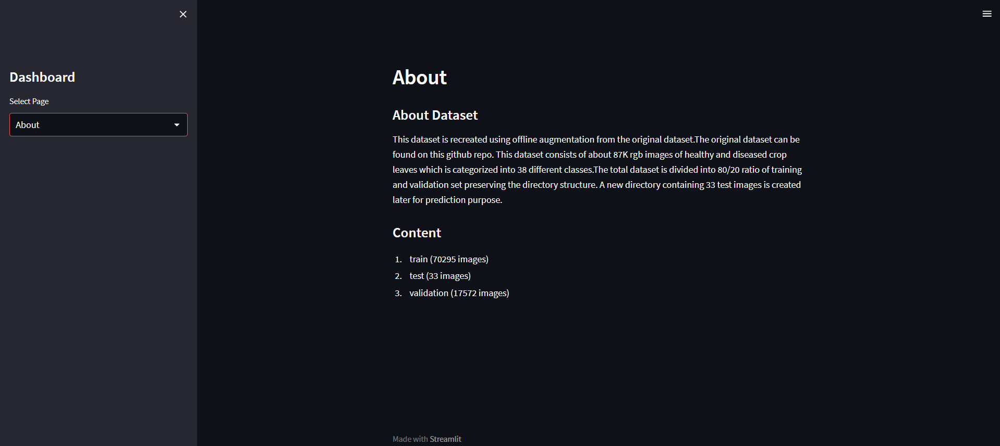 Dashboard
Select Page
About
About
About Dataset
This dataset is recreated using offline augmentation from the original dataset.The original dataset can be
found on this github repo. This dataset consists of about 87K rgb images of healthy and diseased crop
leaves which is categorized into 38 different classes.The total dataset is divided into 80/20 ratio of training
and validation set preserving the directory structure. A new directory containing 33 test images is created
later for prediction purpose.
Content
1. train (70295 images)
2. test (33 images)
3. validation (17572 images)
Made with Streamlit